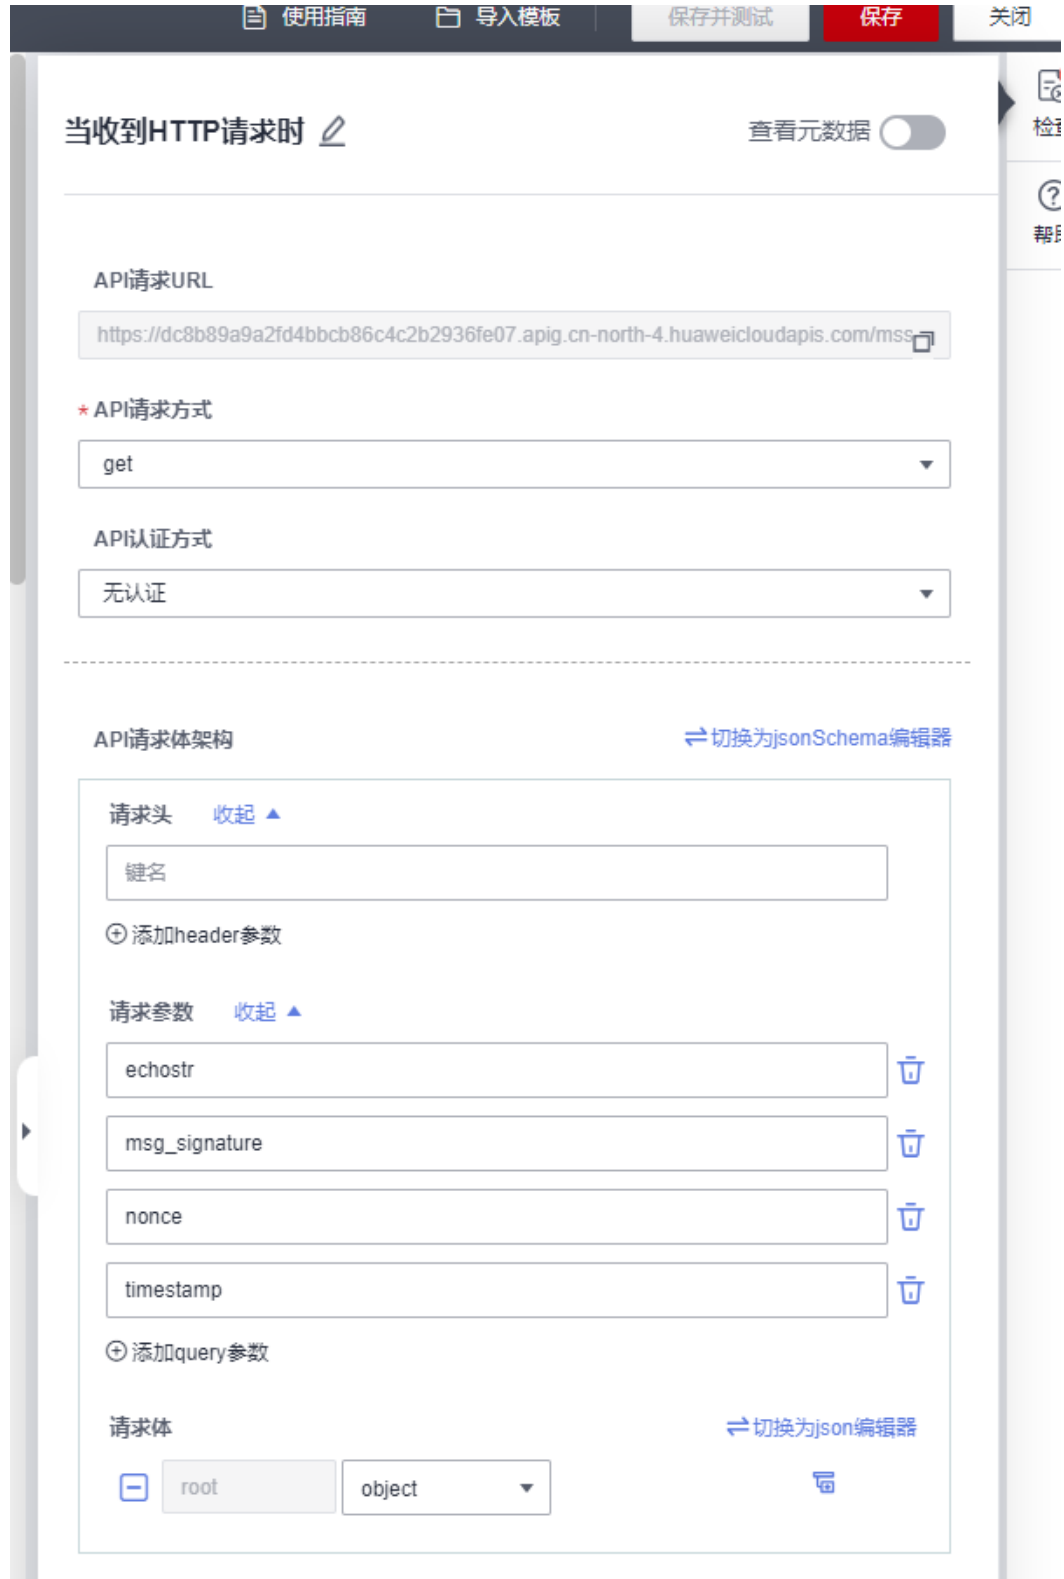 使用指南 导入模板 保存并测试 保存 关闭
当收到HTTP请求时 查看元数据
API请求URL
https://dc8b89a9a2fd4bbcb86c4c2b2936fe07.apig.cn-north-4.huaweicloudapis.com/mss
* API请求方式
get
API认证方式
无认证
API请求体架构 切换为jsonSchema编辑器
请求头 收起
键名
添加header参数
请求参数 收起
echostr
msg_signature
nonce
timestamp
添加query参数
请求体 切换为json编辑器
root object